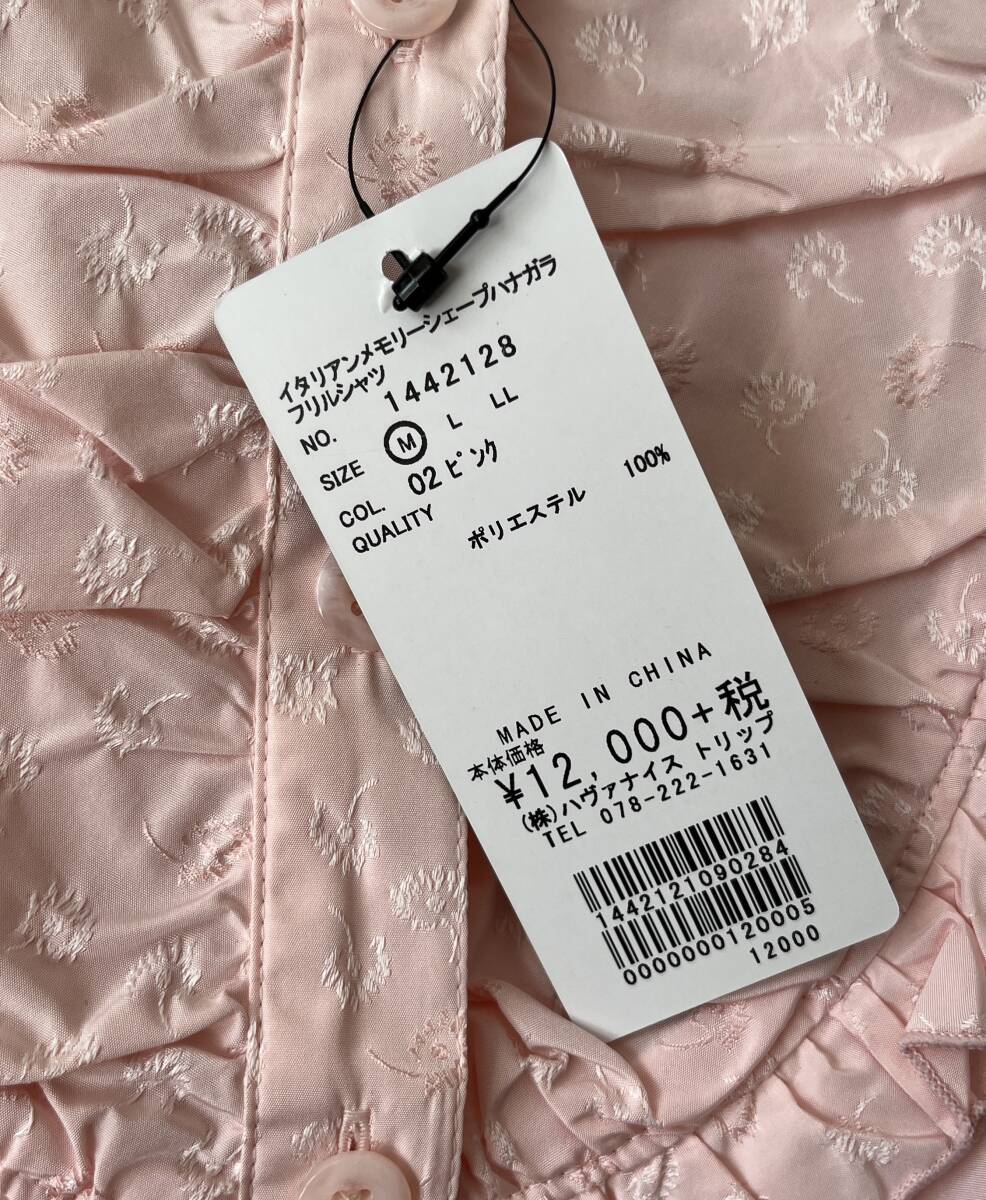 イタリアンメモリーシェープハナガラ
フリルシャツ
NO. 1442128
SIZE M L LL
COL. 02ピンク
QUALITY
ポリエステル 100%
MADE IN CHINA
本体価格
¥12,000+税
(株)ハヴァナイス トリップ
TEL 078-222-1631
1442121090284
0000000120005
12000